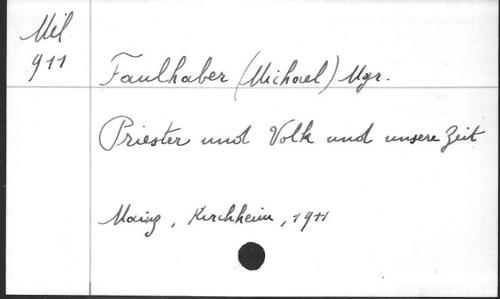 Mil
911
Faulhaber (Michael) Mgr.
Priester und Volk und unsere Zeit
Mainz, Kirchheim, 1911